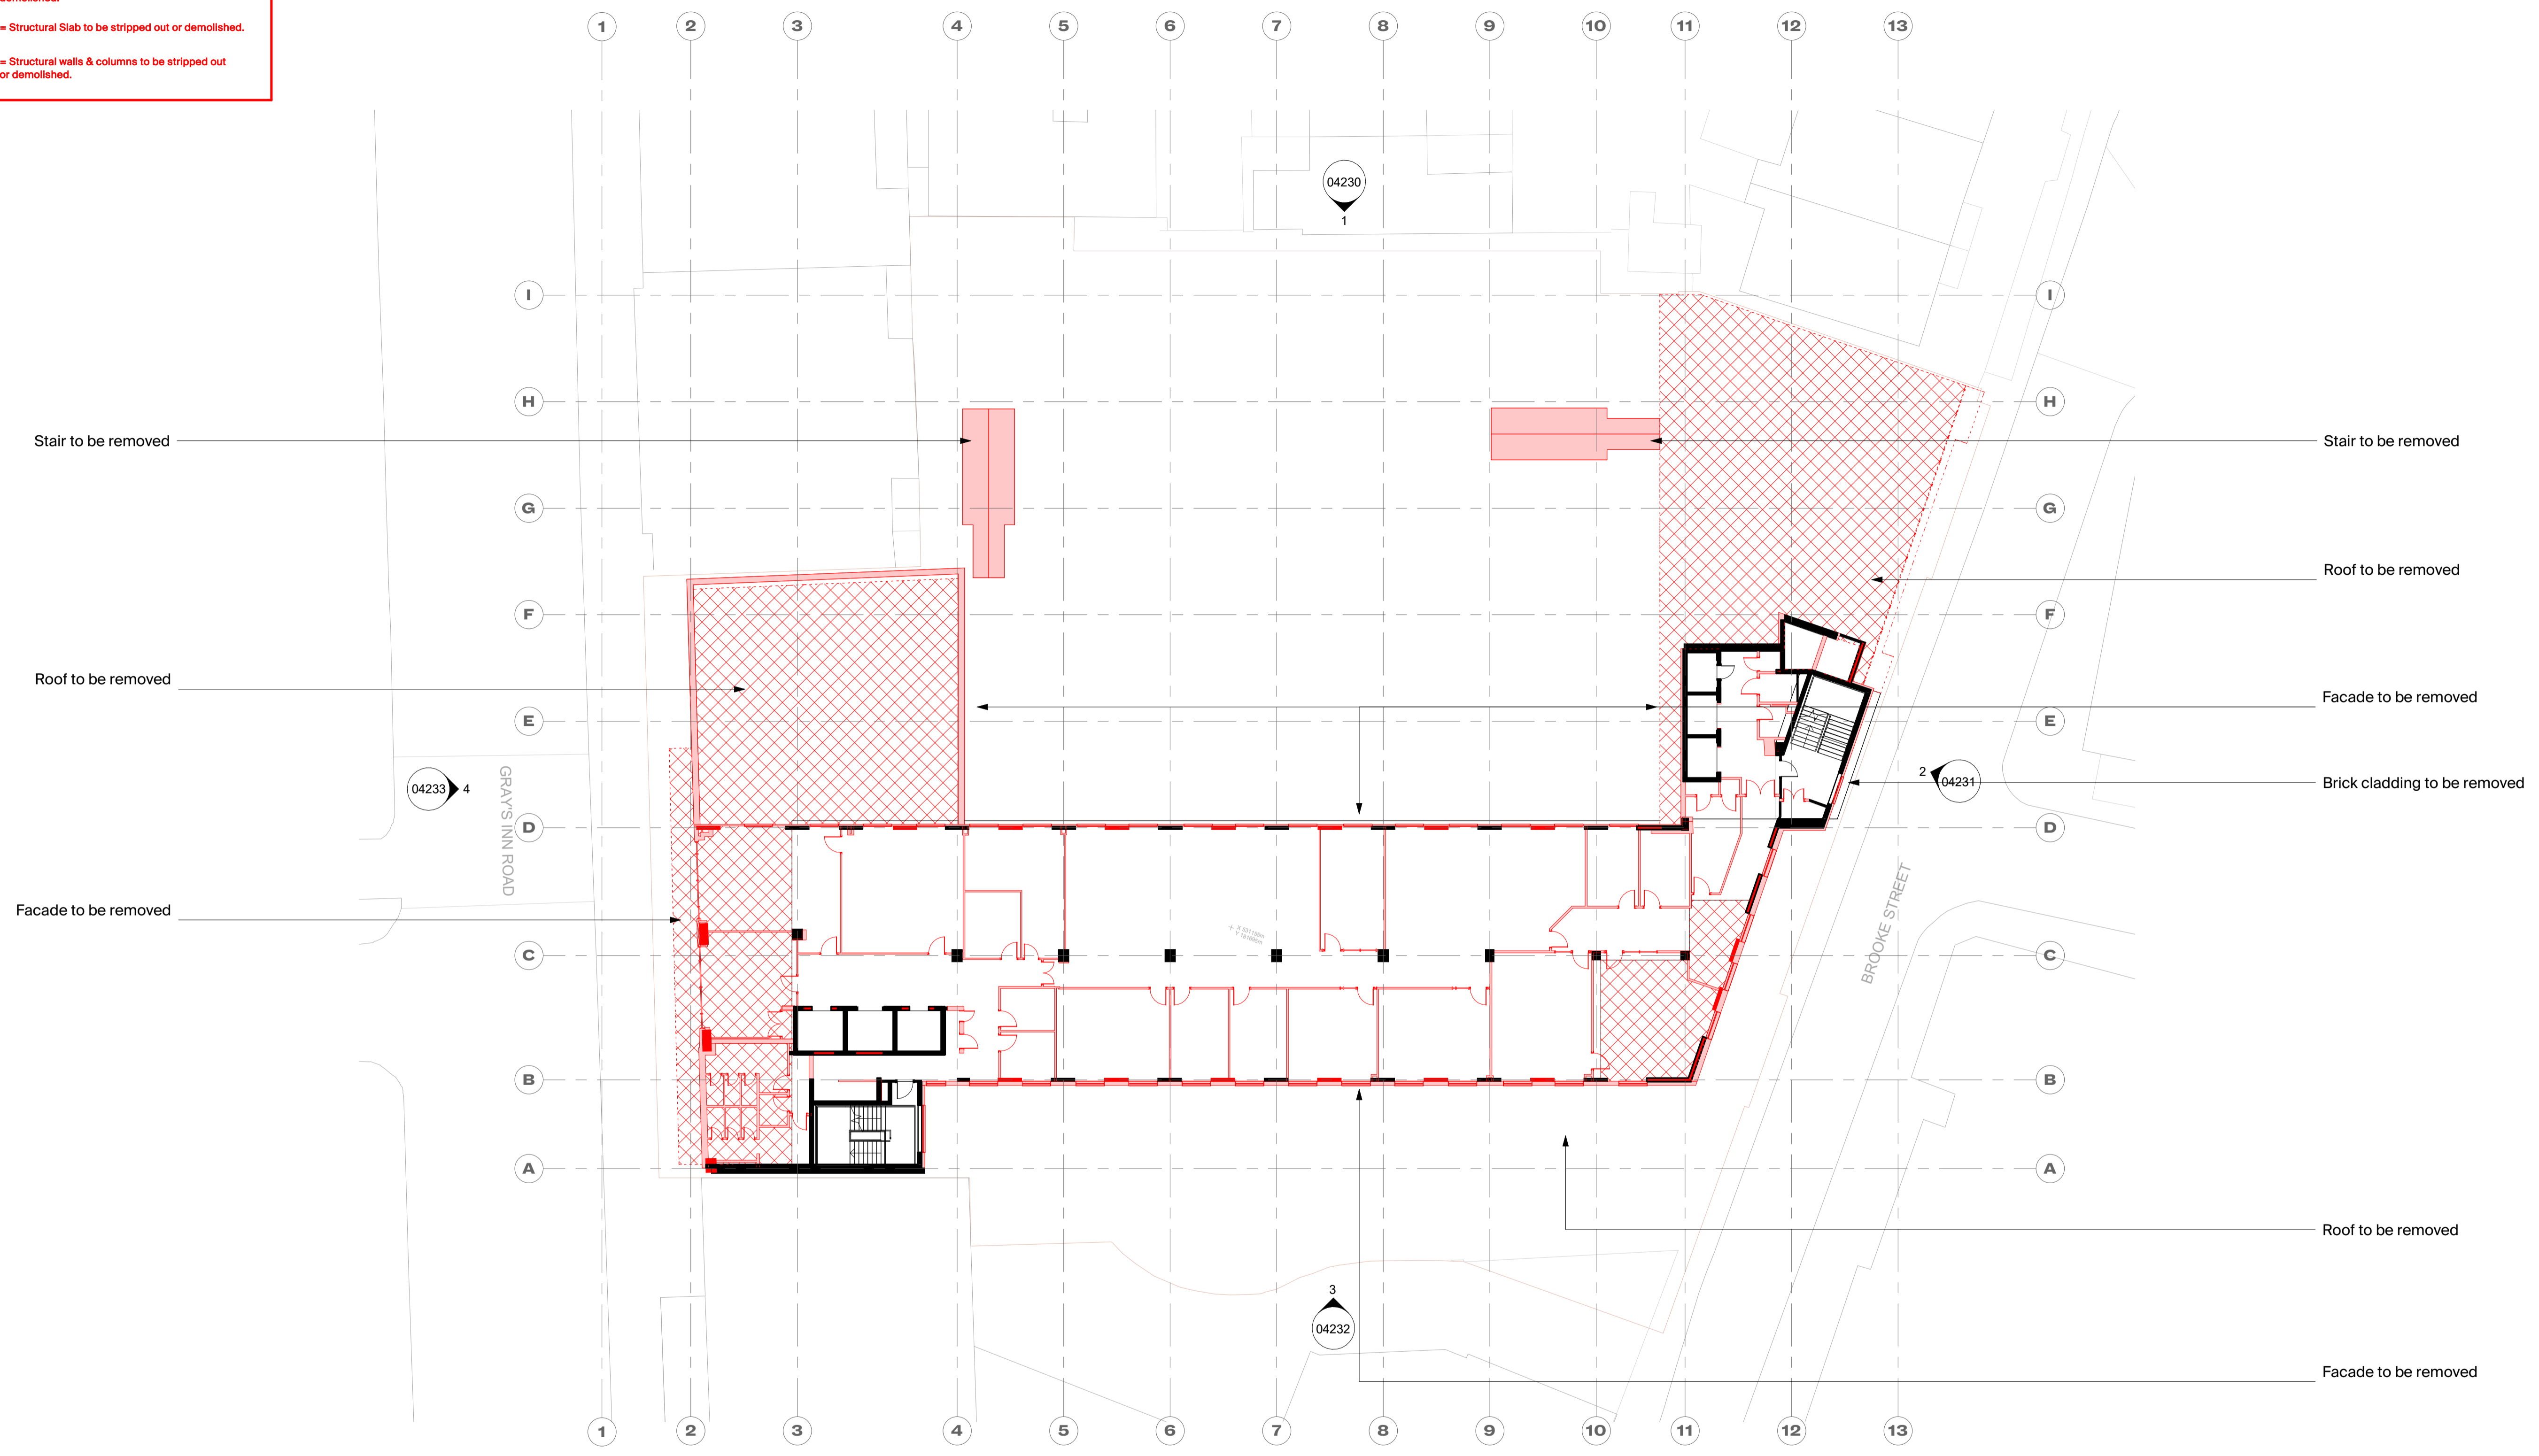 = Structural Slab to be stripped out or demolished.
= Structural walls & columns to be stripped out
or demolished.
1 2 3 4 5 6 7 8 9 10 11 12 13
04230
1
I I
H H
Stair to be removed
Stair to be removed
G G
Roof to be removed
F F
Roof to be removed
Facade to be removed
E E
GRAY'S INN ROAD
04233 4
2 04231
Brick cladding to be removed
D D
Facade to be removed
BROOKE STREET
C C
B B
A A
Roof to be removed
3
04232
Facade to be removed
1 2 3 4 5 6 7 8 9 10 11 12 13